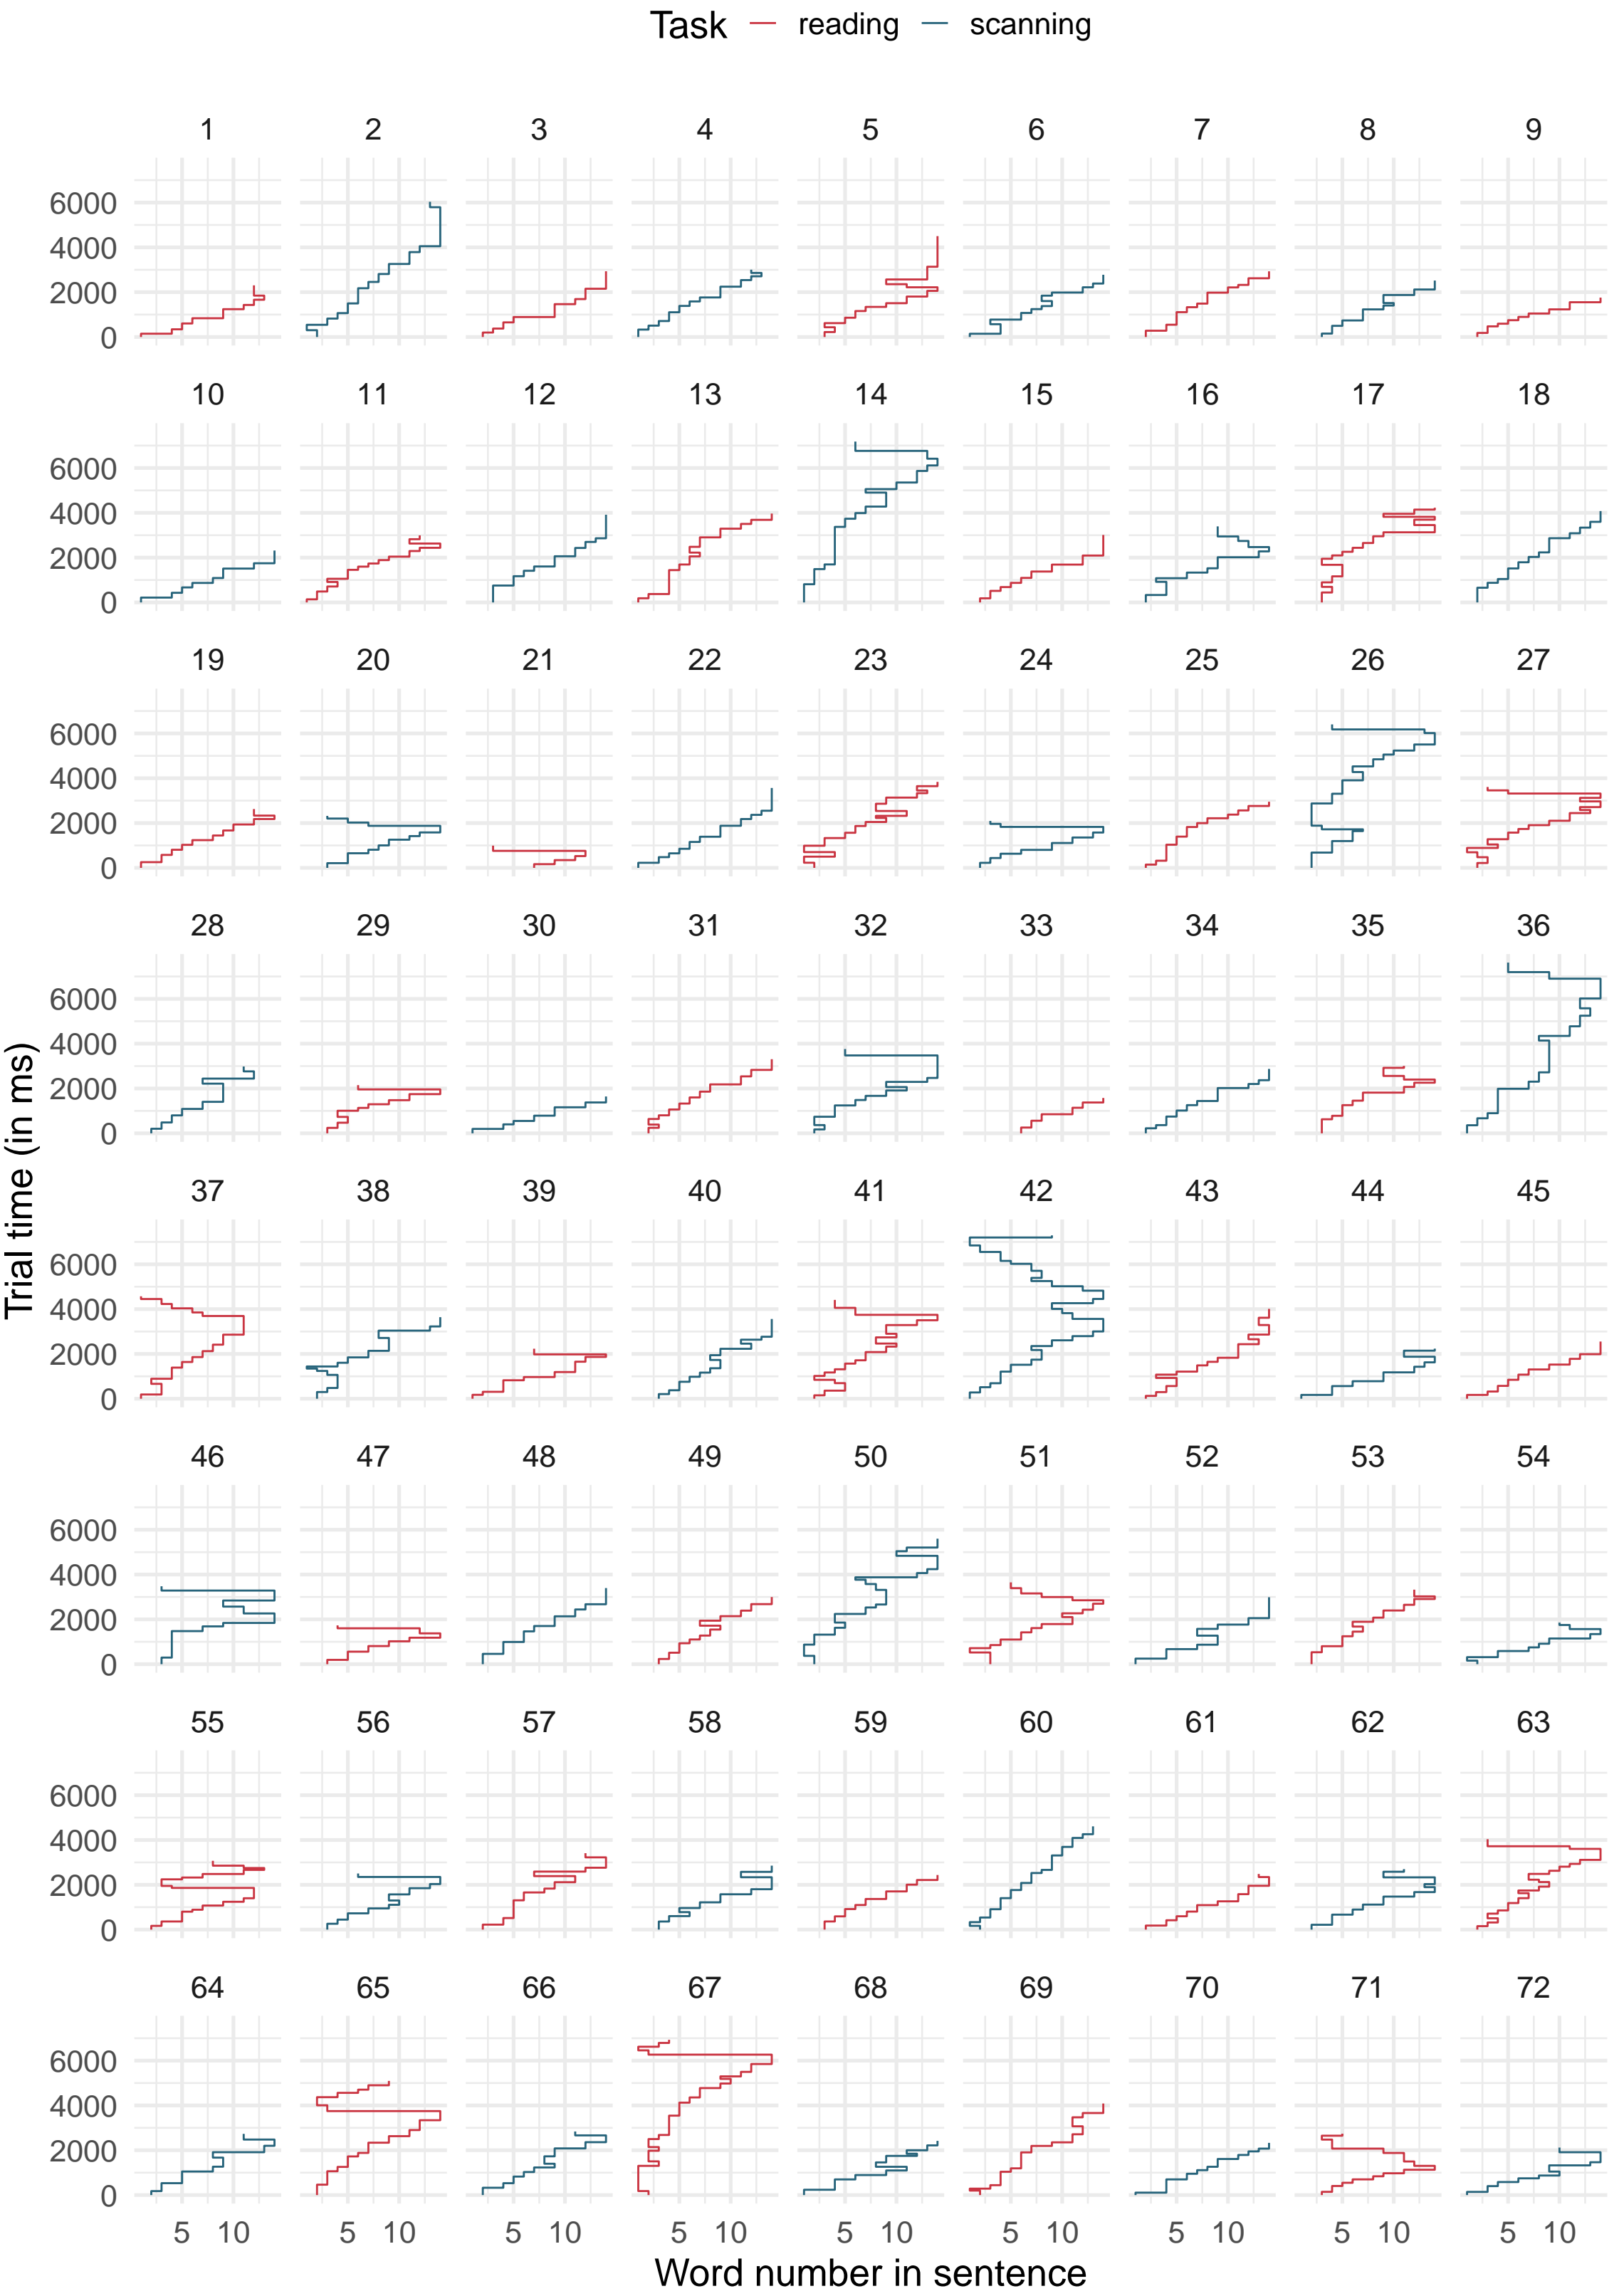 Task reading scanning
1 2 3 4 5 6 7 8 9
6000
4000
2000
0
10 11 12 13 14 15 16 17 18
6000
4000
2000
0
19 20 21 22 23 24 25 26 27
6000
4000
2000
0
28 29 30 31 32 33 34 35 36
6000
4000
2000
0
Trial time (in ms)
37 38 39 40 41 42 43 44 45
6000
4000
2000
0
46 47 48 49 50 51 52 53 54
6000
4000
2000
0
55 56 57 58 59 60 61 62 63
6000
4000
2000
0
64 65 66 67 68 69 70 71 72
6000
4000
2000
0
5 10 5 10 5 10 5 10 5 10 5 10 5 10 5 10 5 10
Word number in sentence